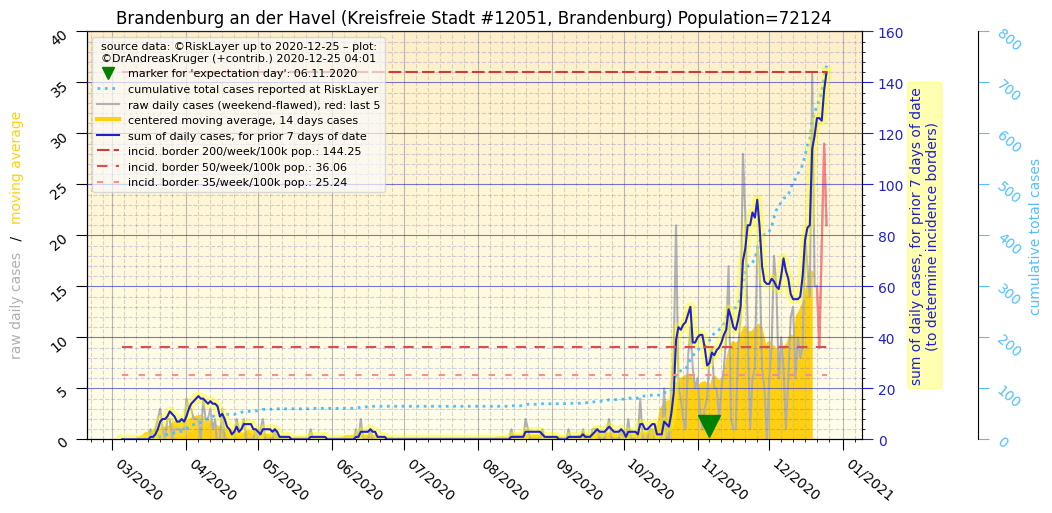 Brandenburg an der Havel (Kreisfreie Stadt #12051, Brandenburg) Population=72124
source data: ©RiskLayer up to 2020-12-25 – plot:
©DrAndreasKruger (+contrib.) 2020-12-25 04:01
marker for 'expectation day': 06.11.2020
cumulative total cases reported at RiskLayer
raw daily cases (weekend-flawed), red: last 5
centered moving average, 14 days cases
sum of daily cases, for prior 7 days of date
incid. border 200/week/100k pop.: 144.25
incid. border 50/week/100k pop.: 36.06
incid. border 35/week/100k pop.: 25.24
raw daily cases / moving average
40
35
30
25
20
15
10
5
0
03/2020
04/2020
05/2020
06/2020
07/2020
08/2020
09/2020
10/2020
11/2020
12/2020
01/2021
160
140
120
100
80
60
40
20
0
sum of daily cases, for prior 7 days of date
(to determine incidence borders)
800
700
600
500
400
300
200
100
0
cumulative total cases